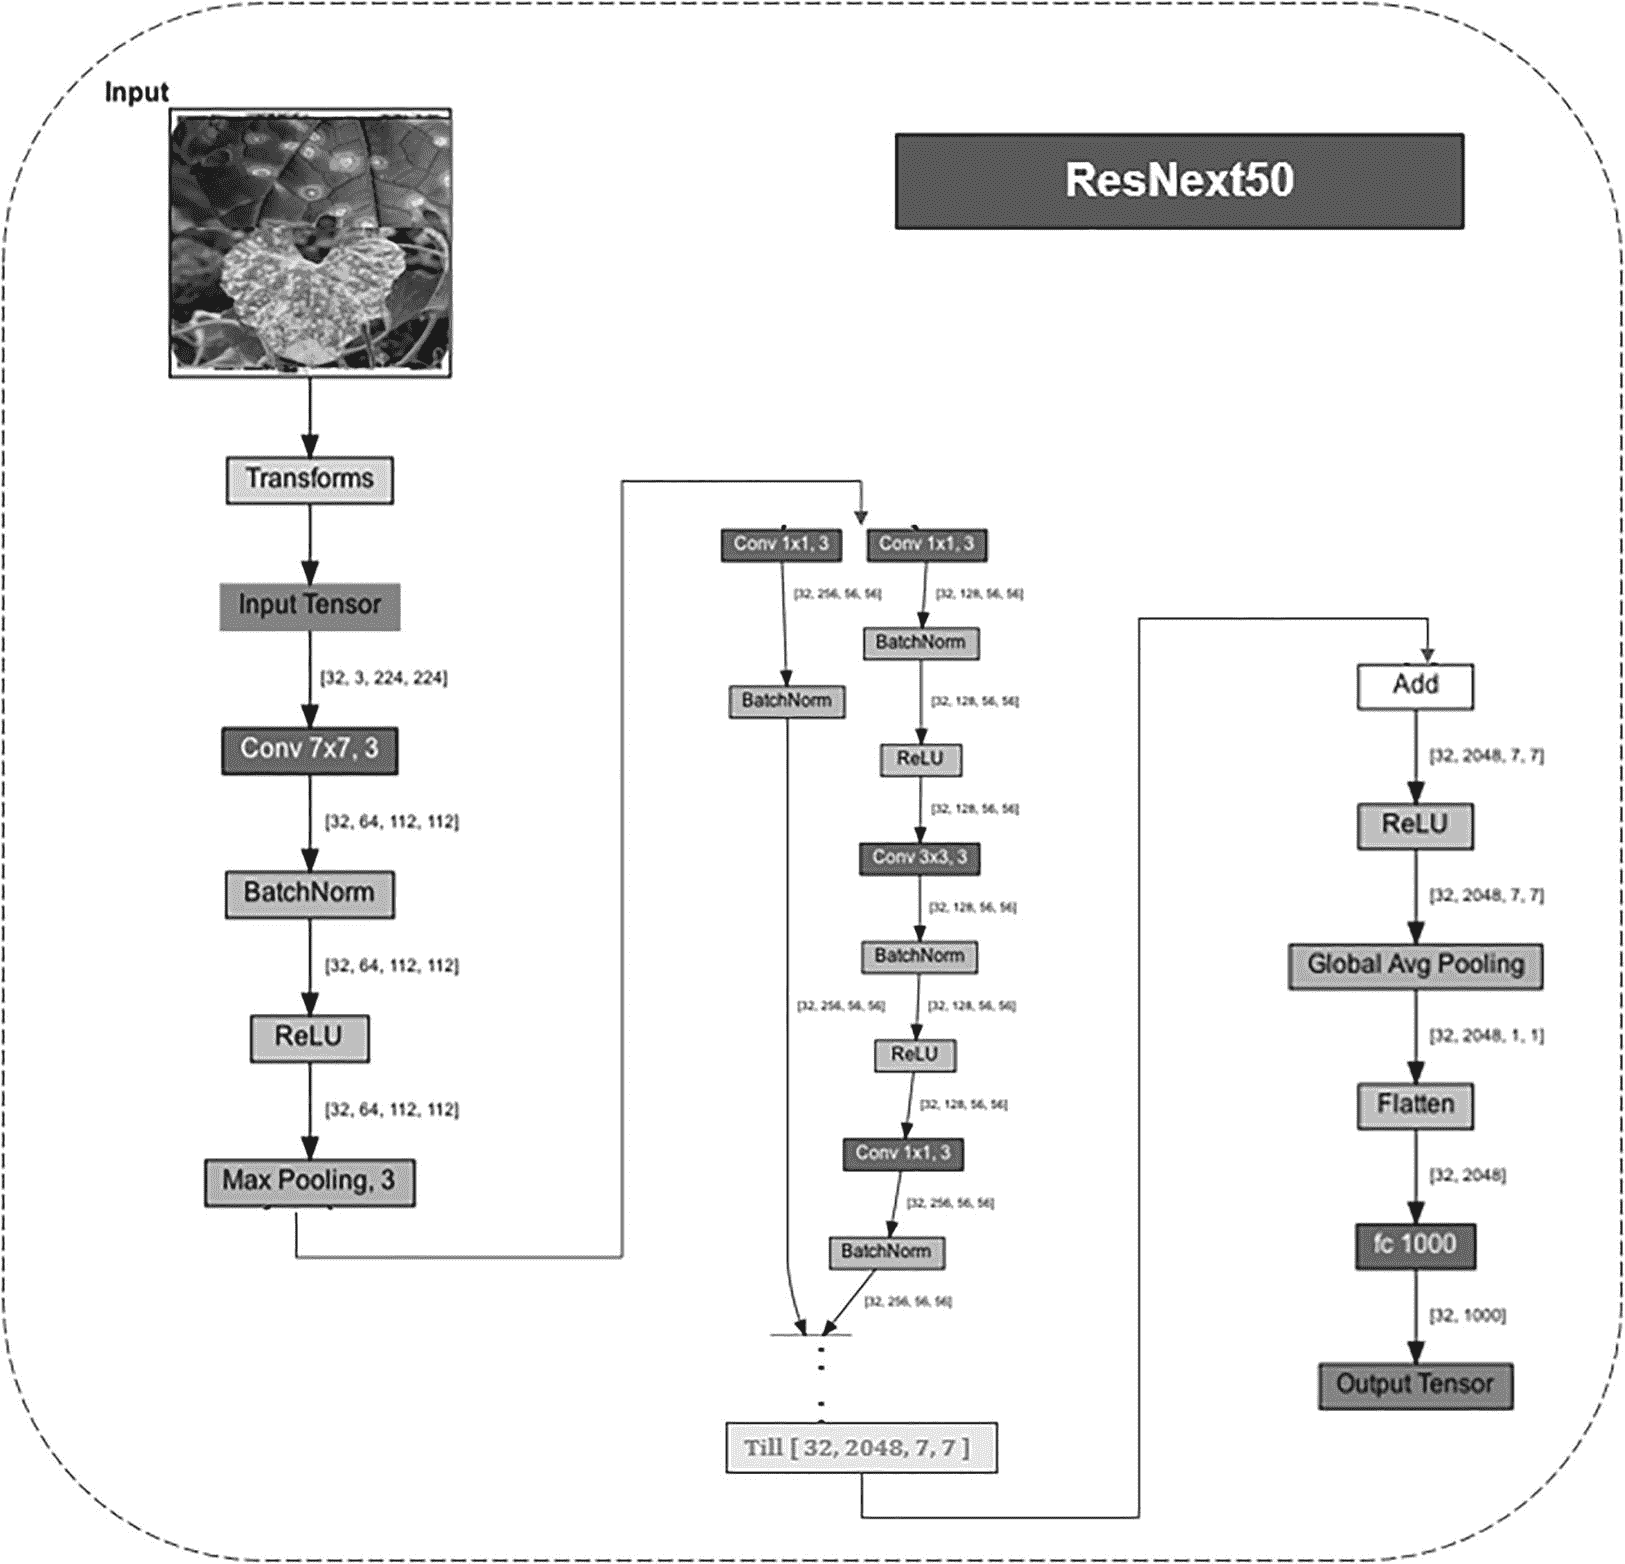 Input
ResNext50
Transforms
Input Tensor
[32, 3, 224, 224]
Conv 7x7, 3
[32, 64, 112, 112]
BatchNorm
[32, 64, 112, 112]
ReLU
[32, 64, 112, 112]
Max Pooling, 3
Conv 1x1, 3
[32, 256, 56, 56]
BatchNorm
[32, 256, 56, 56]
Conv 1x1, 3
[32, 128, 56, 56]
BatchNorm
[32, 128, 56, 56]
ReLU
[32, 128, 56, 56]
Conv 3x3, 3
[32, 128, 56, 56]
BatchNorm
[32, 128, 56, 56]
ReLU
[32, 128, 56, 56]
Conv 1x1, 3
[32, 256, 56, 56]
BatchNorm
[32, 256, 56, 56]
Till [ 32, 2048, 7, 7 ]
Add
[32, 2048, 7, 7]
ReLU
[32, 2048, 7, 7]
Global Avg Pooling
[32, 2048, 1, 1]
Flatten
[32, 2048]
fc 1000
[32, 1000]
Output Tensor